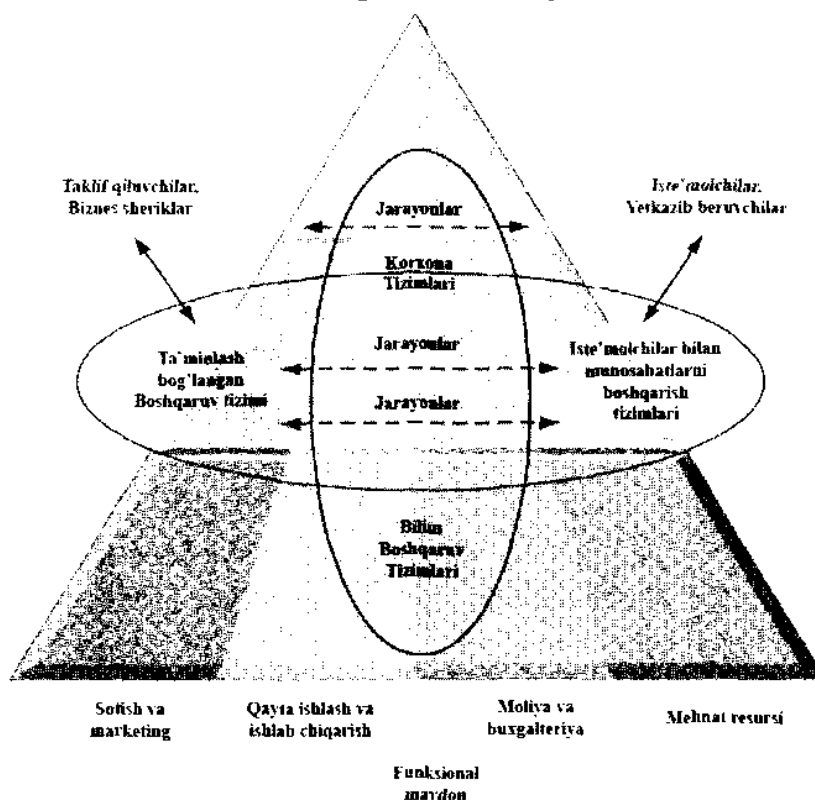 Taklif qiluvchilar,
Biznes sheriklar
Iste'molchilar,
Yetkazib beruvchilar
Jarayonlar
Korxona
Tizimlari
Ta'minlash
bog'langan
Boshqaruv tizimi
Jarayonlar
Jarayonlar
Iste'molchilar bilan
munosabatlarni
boshqarish
tizimlari
Bilim
Boshqaruv
Tizimlari
Sotish va
marketing
Qayta ishlash va
ishlab chiqarish
Moliya va
buxgalteriya
Mehnat resursi
Funksional
maydon